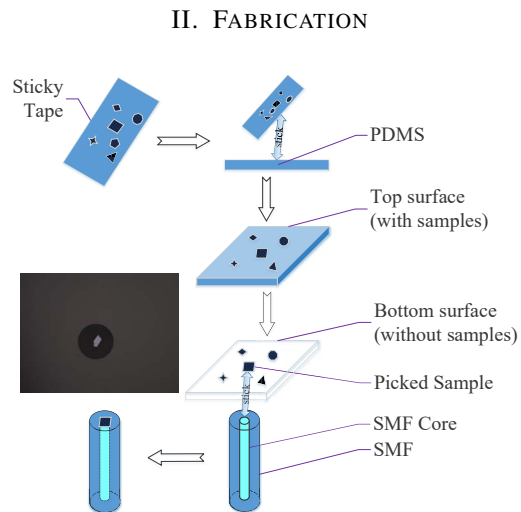 II. FABRICATION
Sticky
Tape
stick
PDMS
Top surface
(with samples)
Bottom surface
(without samples)
Picked Sample
stick
SMF Core
SMF